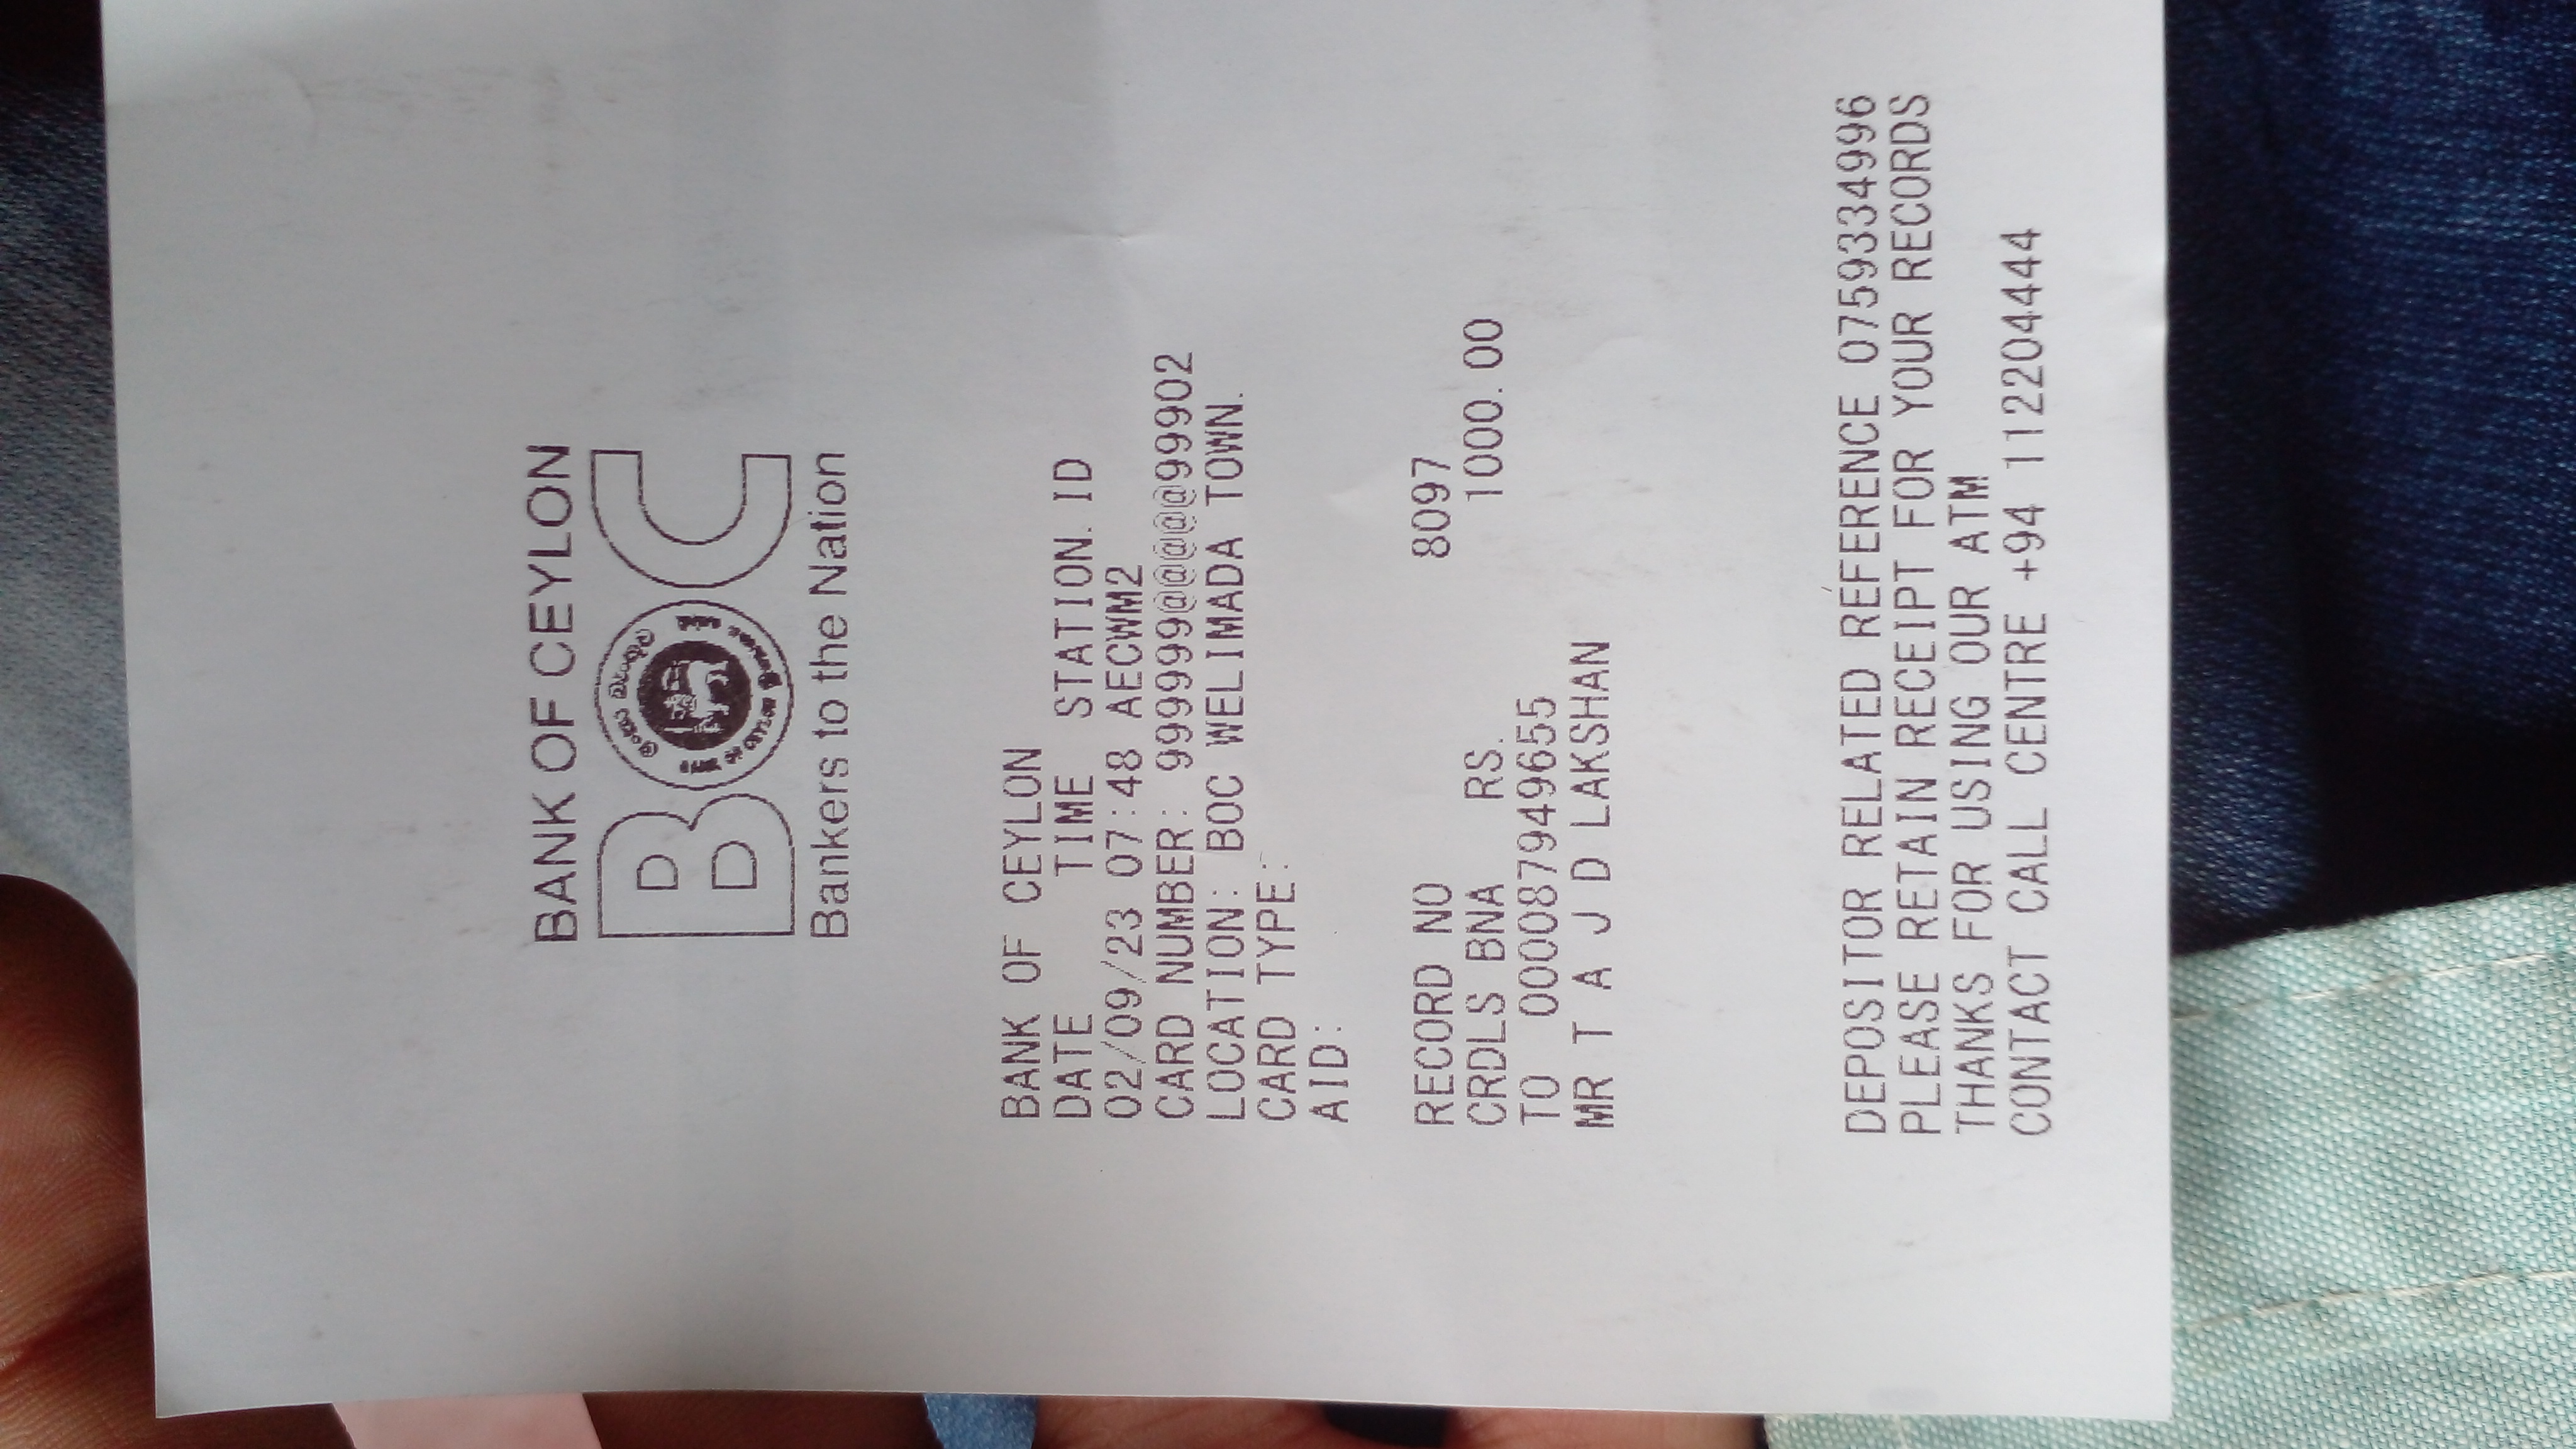 BANK OF CEYLON
BOC
Bankers to the Nation
BANK OF CEYLON
DATE TIME STATION.ID
02/09/23 07:48 AECWM2
CARD NUMBER: 999999@@@@@99902
LOCATION: BOC WELIMADA TOWN.
CARD TYPE:
AID:
RECORD NO 8097
CRDLS BNA RS. 1000.00
TO 000087949655
MR T A J D LAKSHAN
DEPOSITOR RELATED REFERENCE 0759334996
PLEASE RETAIN RECEIPT FOR YOUR RECORDS
THANKS FOR USING OUR ATM
CONTACT CALL CENTRE +94 112204444